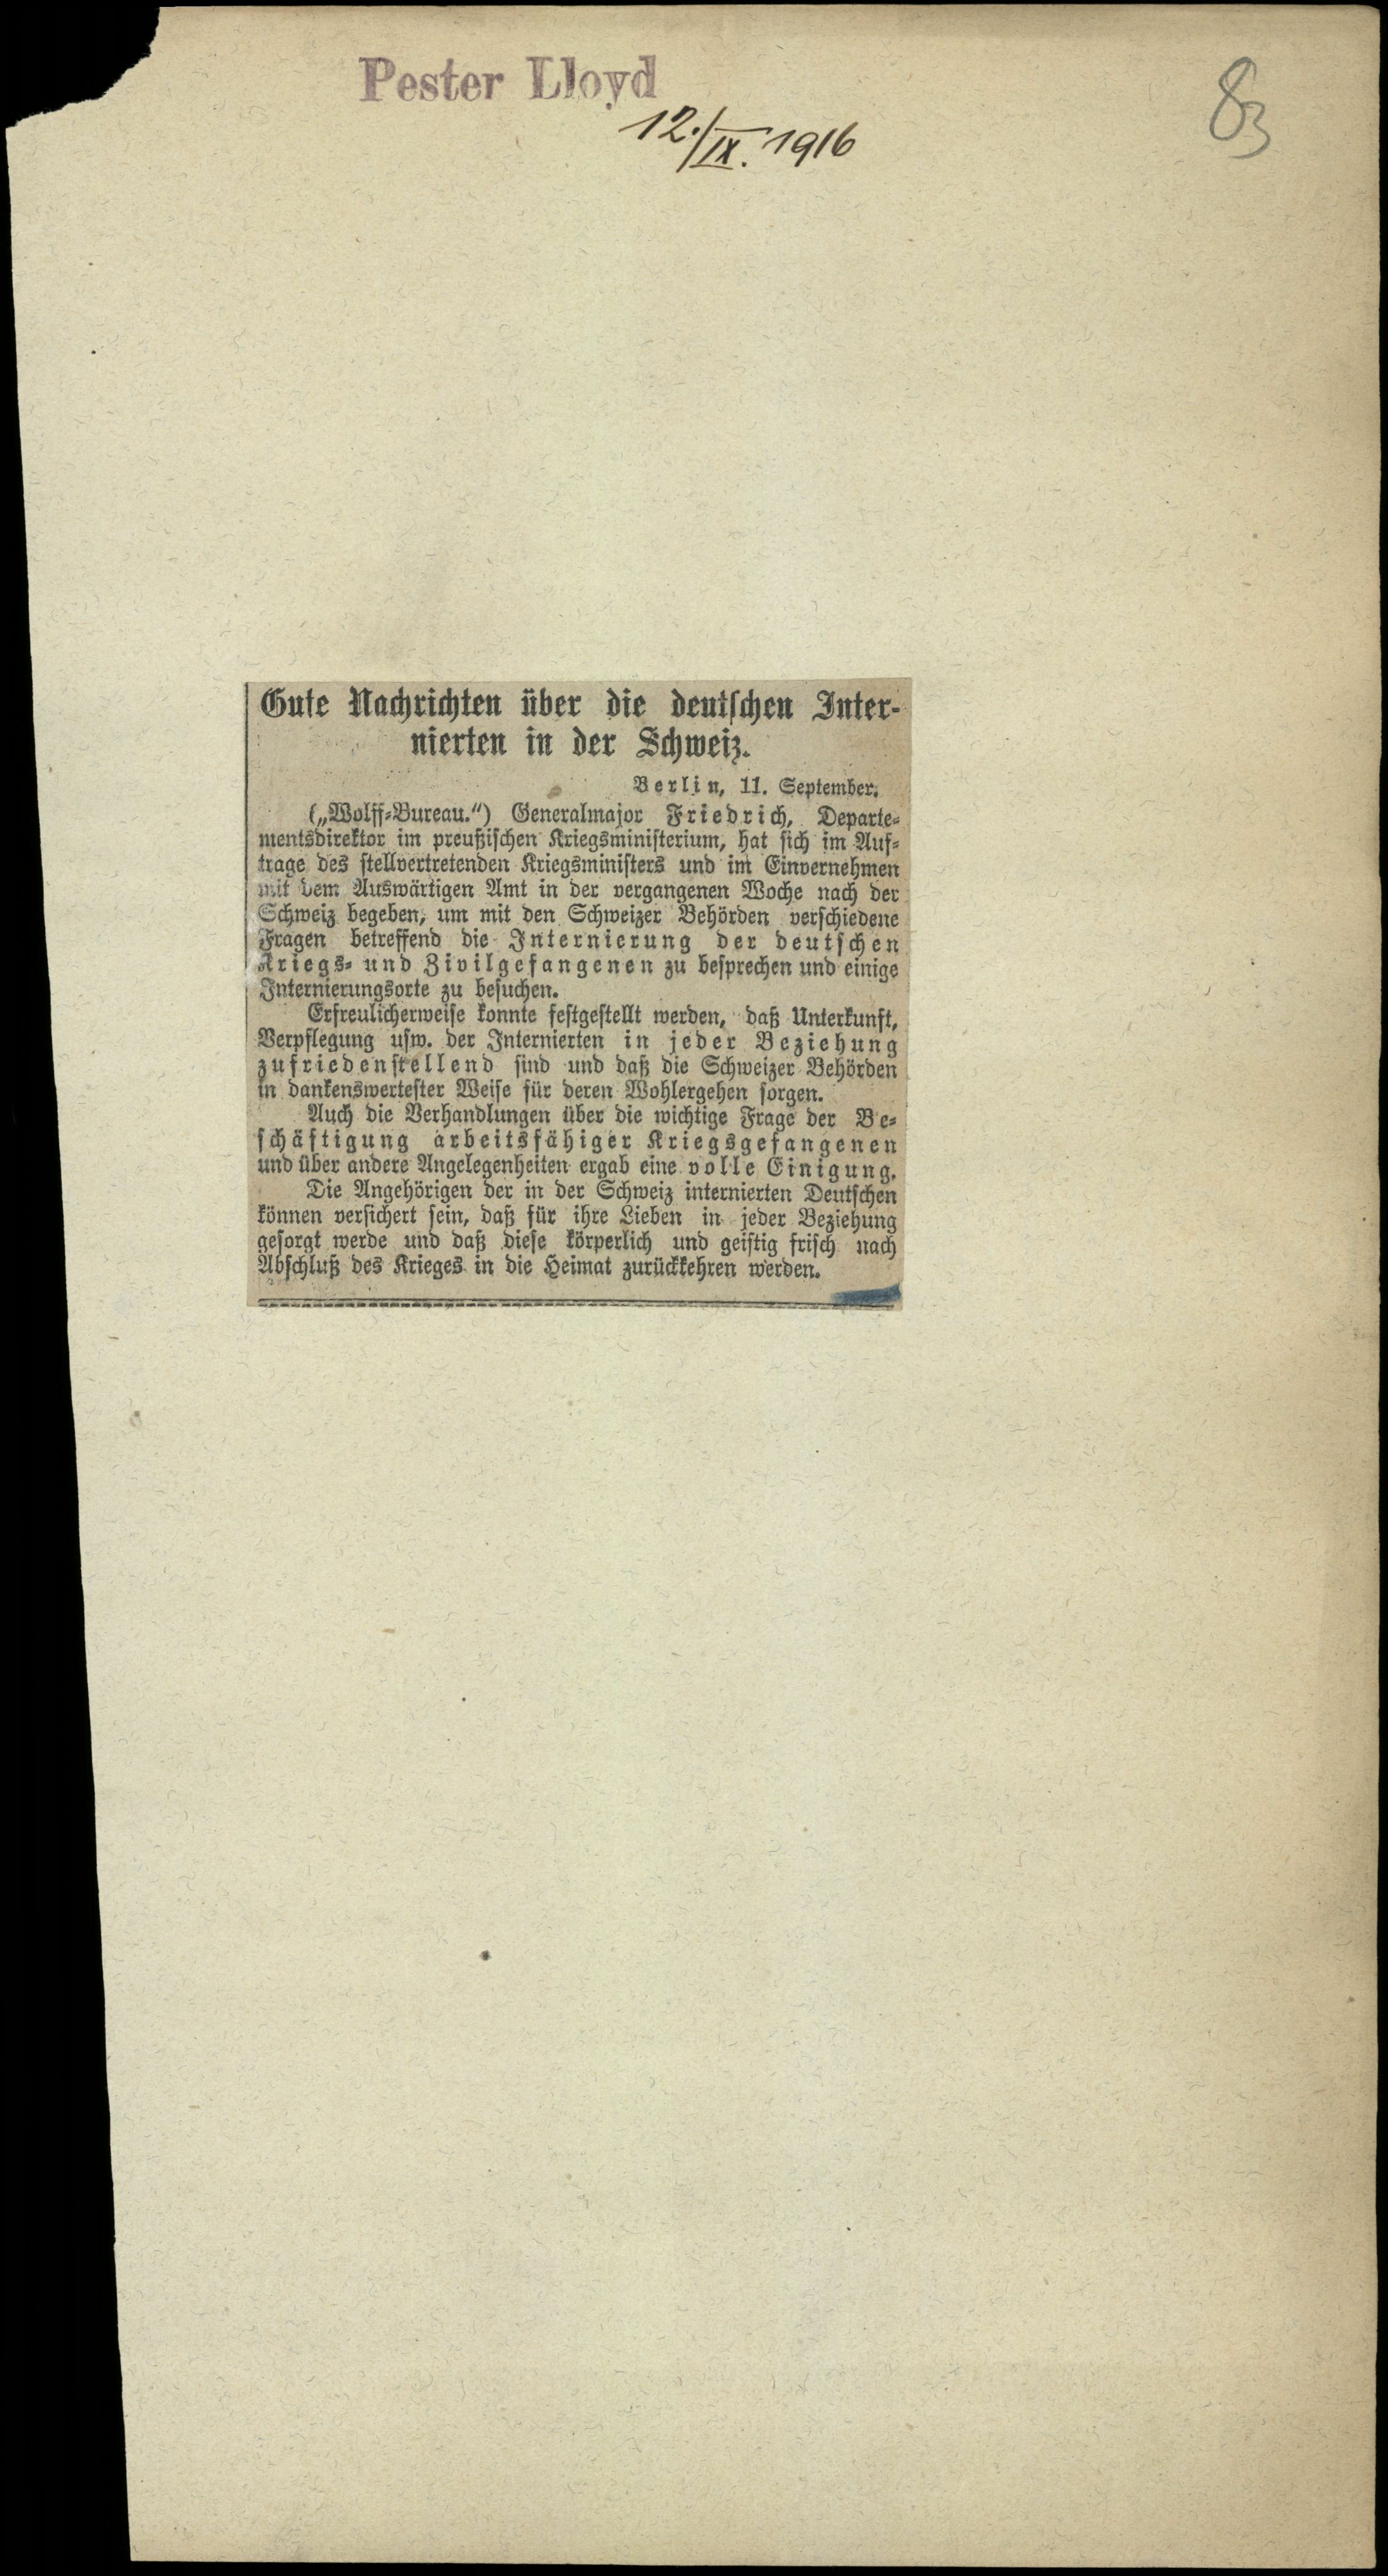 Pester Lloyd
12./IX. 1916
83
Gute Nachrichten über die deutschen Inter-
nierten in der Schweiz.
Berlin, 11. September.
(„Wolff-Bureau.“) Generalmajor Friedrich, Departe-
mentsdirektor im preußischen Kriegsministerium, hat sich im Auf-
trage des stellvertretenden Kriegsministers und im Einvernehmen
mit dem Auswärtigen Amt in der vergangenen Woche nach der
Schweiz begeben, um mit den Schweizer Behörden verschiedene
Fragen betreffend die Internierung der deutschen
Kriegs- und Zivilgefangenen zu besprechen und einige
Internierungsorte zu besuchen.
Erfreulicherweise konnte festgestellt werden, daß Unterkunft,
Verpflegung usw. der Internierten in jeder Beziehung
zufriedenstellend sind und daß die Schweizer Behörden
in dankenswertester Weise für deren Wohlergehen sorgen.
Auch die Verhandlungen über die wichtige Frage der Be-
schäftigung arbeitsfähiger Kriegsgefangenen
und über andere Angelegenheiten ergab eine volle Einigung.
Die Angehörigen der in der Schweiz internierten Deutschen
können versichert sein, daß für ihre Lieben in jeder Beziehung
gesorgt werde und daß diese körperlich und geistig frisch nach
Abschluß des Krieges in die Heimat zurückkehren werden.